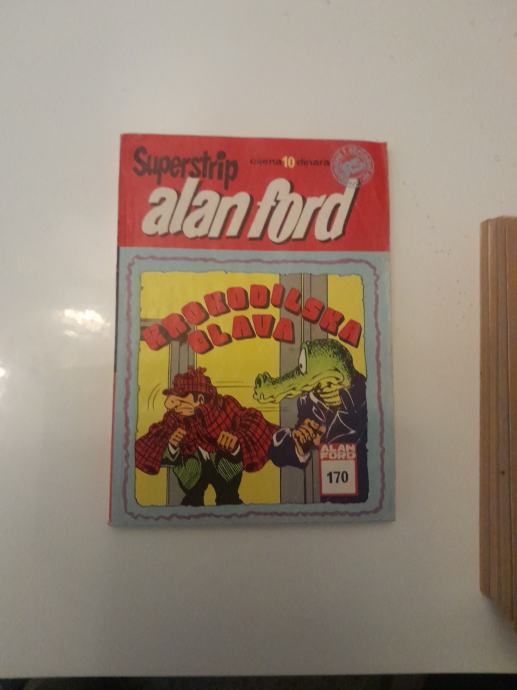 Superstrip
cijena 10 dinara
alan ford
KROKODILSKA
GLAVA
ALAN
FORD
170